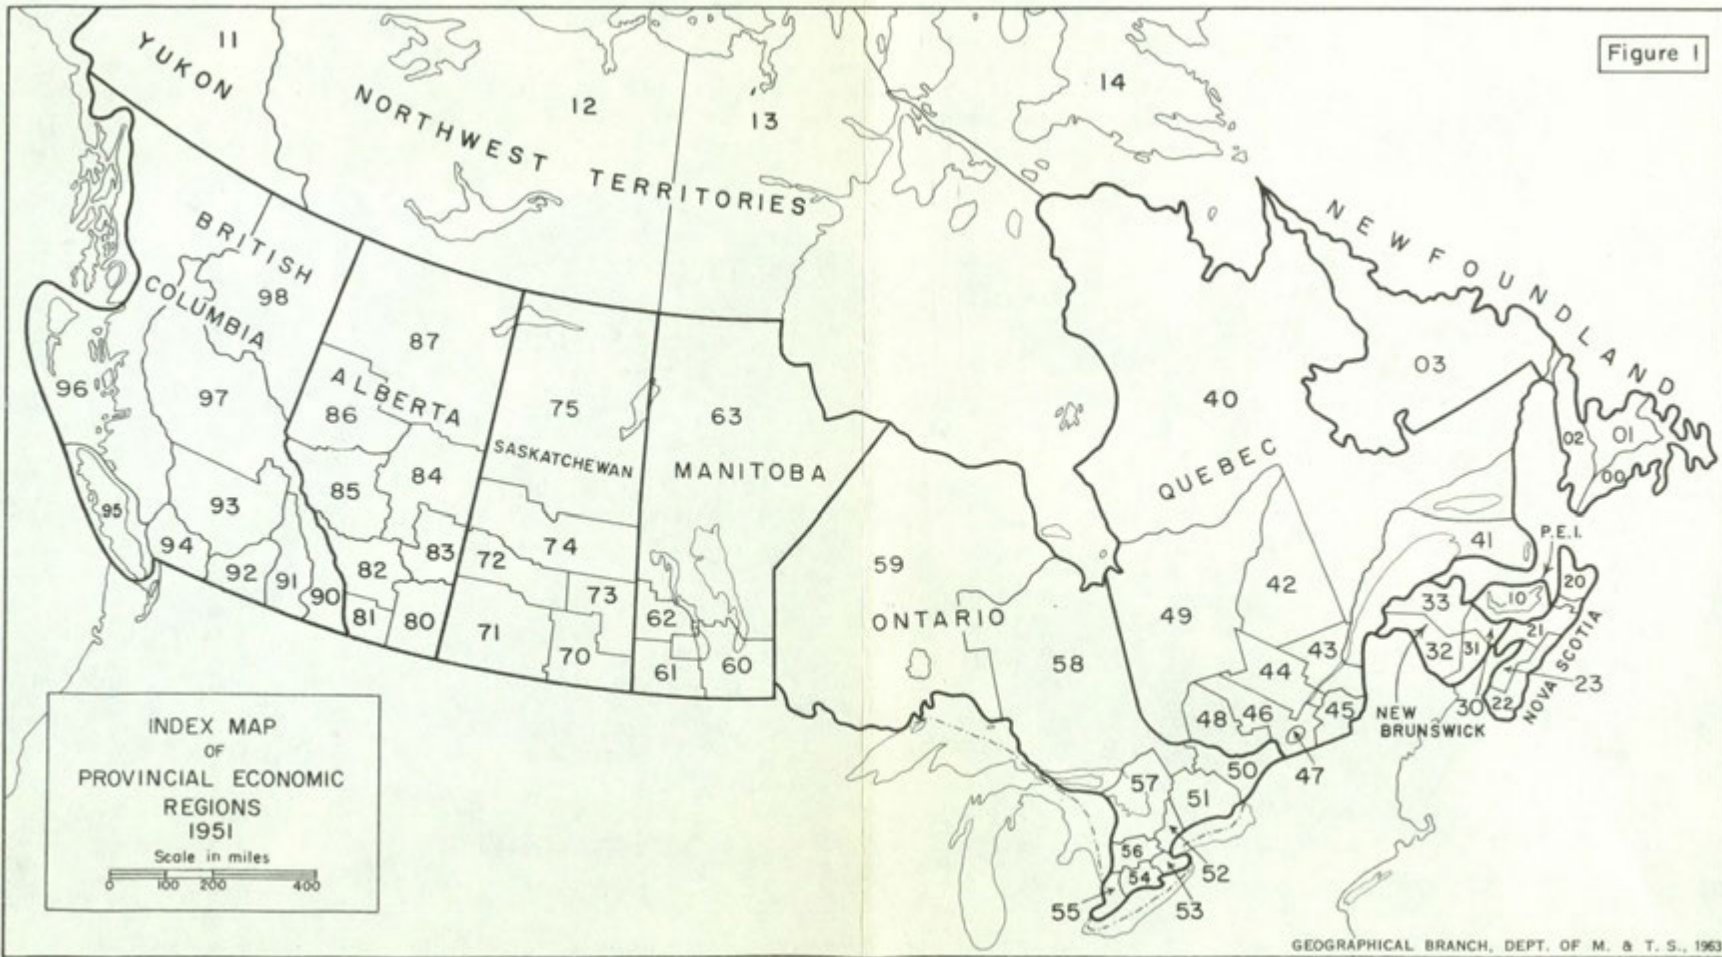 Figure 1
YUKON
11
NORTHWEST TERRITORIES
12
13
14
BRITISH
COLUMBIA
98
97
96
95
94
93
92
91
90
ALBERTA
87
86
85
84
83
82
81
80
SASKATCHEWAN
75
74
73
72
71
70
MANITOBA
63
62
61
60
ONTARIO
59
58
57
56
55
54
53
52
51
50
QUEBEC
40
49
48
47
46
45
44
43
42
41
NEWFOUNDLAND
03
02
01
00
P.E.I.
10
NEW
BRUNSWICK
33
32
31
30
NOVA SCOTIA
20
21
22
23
INDEX MAP
OF
PROVINCIAL ECONOMIC
REGIONS
1951
Scale in miles
0 100 200 400
GEOGRAPHICAL BRANCH, DEPT. OF M. & T. S., 1963